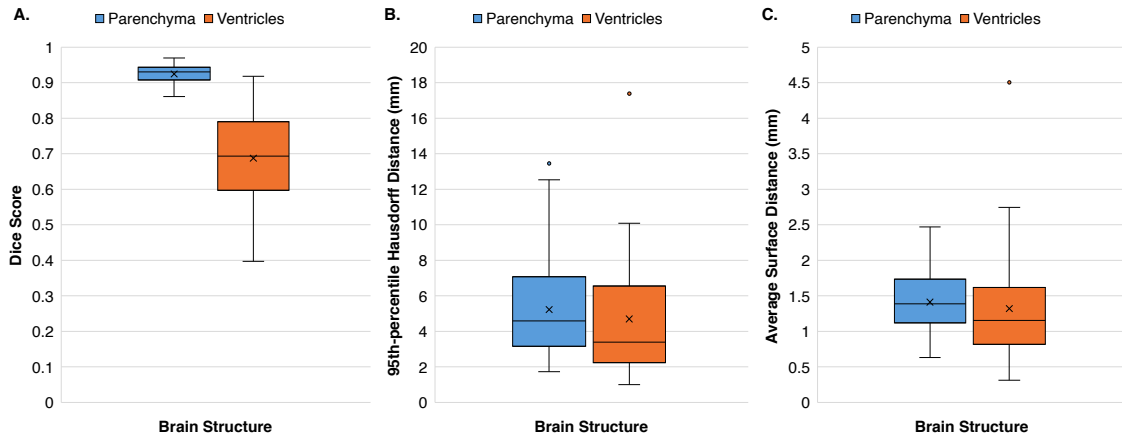 A.
Parenchyma Ventricles
Dice Score
1
0.9
0.8
0.7
0.6
0.5
0.4
0.3
0.2
0.1
0
Brain Structure
B.
Parenchyma Ventricles
95th-percentile Hausdorff Distance (mm)
20
18
16
14
12
10
8
6
4
2
0
Brain Structure
C.
Parenchyma Ventricles
Average Surface Distance (mm)
5
4.5
4
3.5
3
2.5
2
1.5
1
0.5
0
Brain Structure